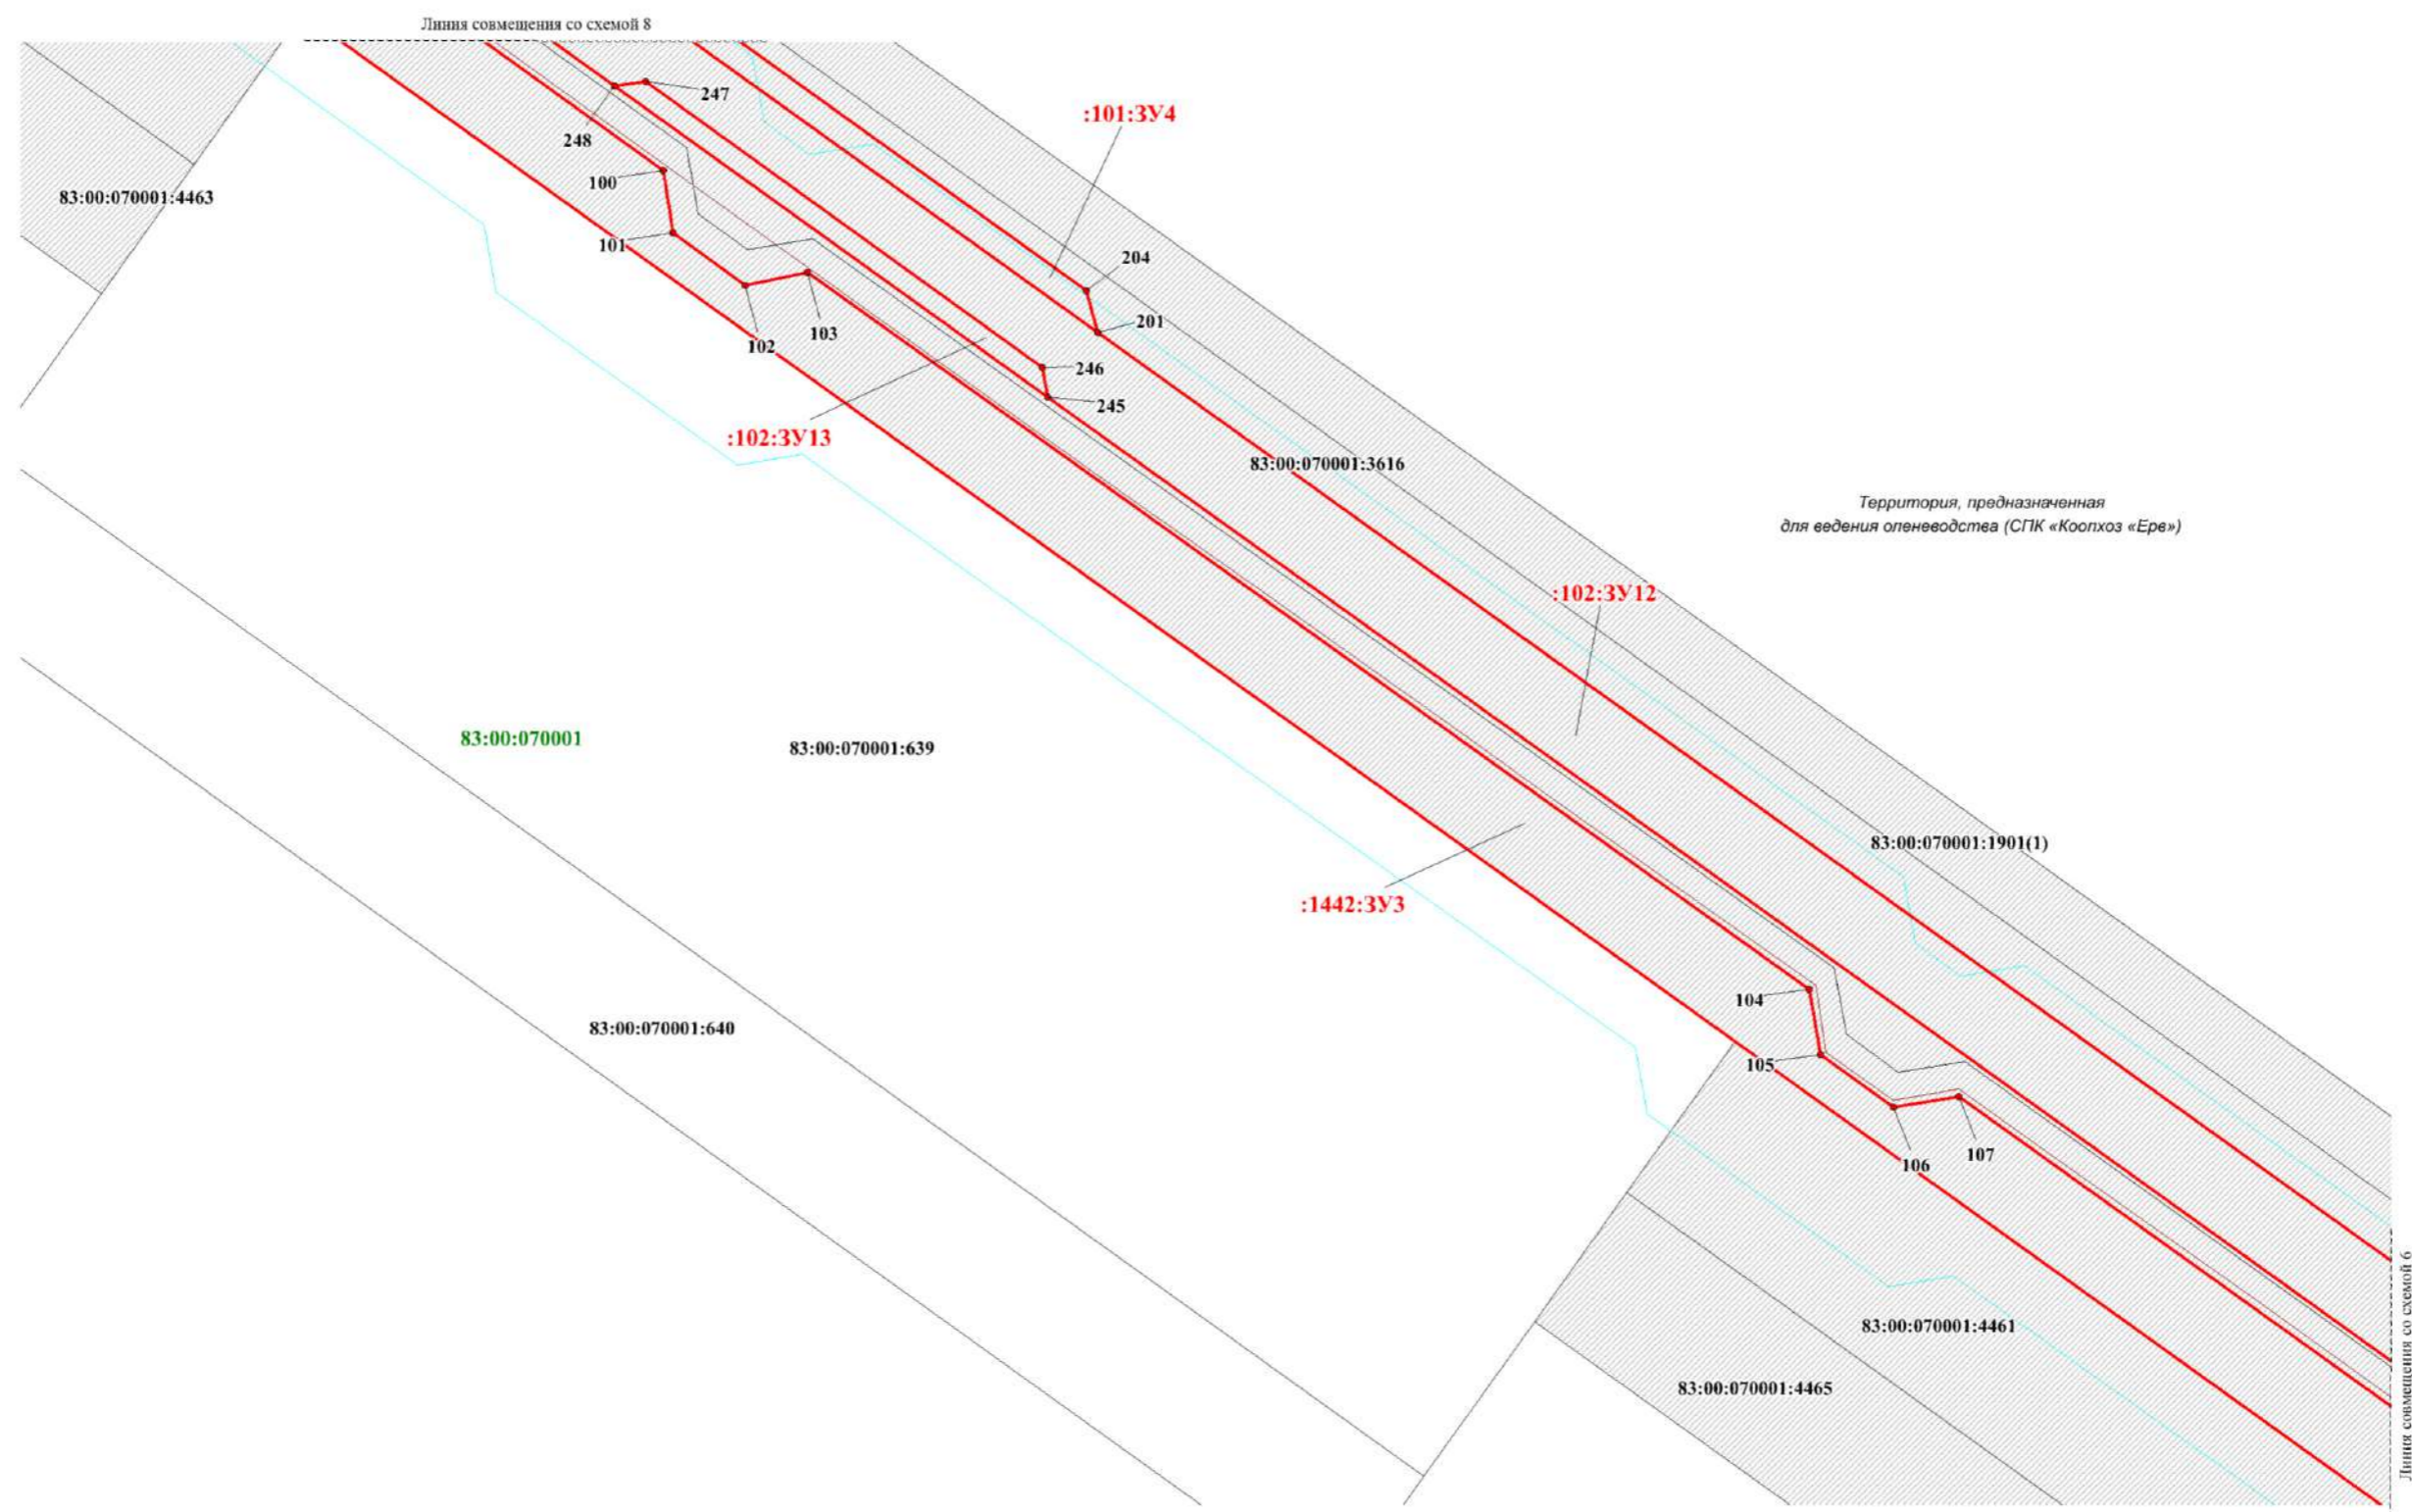 Линия совмещения со схемой 8
247
:101:ЗУ4
248
100
83:00:070001:4463
101
204
201
103
102
246
245
:102:ЗУ13
83:00:070001:3616
Территория, предназначенная
для ведения оленеводства (СПК «Коопхоз «Ерв»)
:102:ЗУ12
83:00:070001
83:00:070001:639
83:00:070001:1901(1)
:1442:ЗУ3
104
83:00:070001:640
105
107
106
83:00:070001:4461
83:00:070001:4465
Линия совмещения со схемой 6